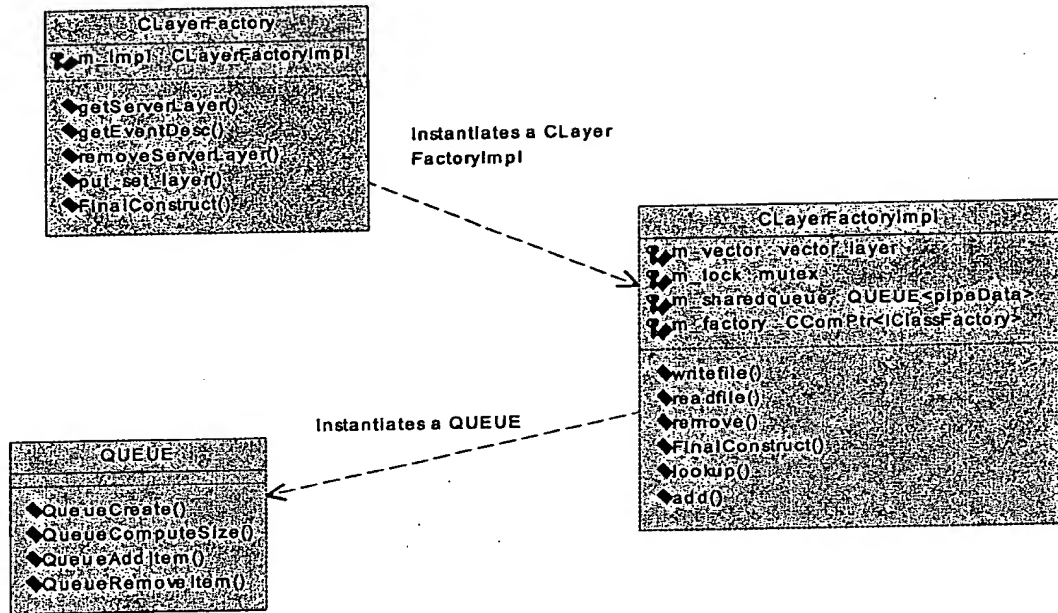 CLayerFactory
m_Impl : CLayerFactoryImpl
getServerLayer()
getEventDesc()
removeServerLayer()
put_set_layer()
FinalConstruct()
Instantiates a CLayer
FactoryImpl
CLayerFactoryImpl
m_vector : vector_layer
m_lock : mutex
m_sharedqueue : QUEUE<pipeData>
m_factory : CComPtr<IClassFactory>
writefile()
readfile()
remove()
FinalConstruct()
lookup()
add()
Instantiates a QUEUE
QUEUE
QueueCreate()
QueueComputeSize()
QueueAddItem()
QueueRemoveItem()